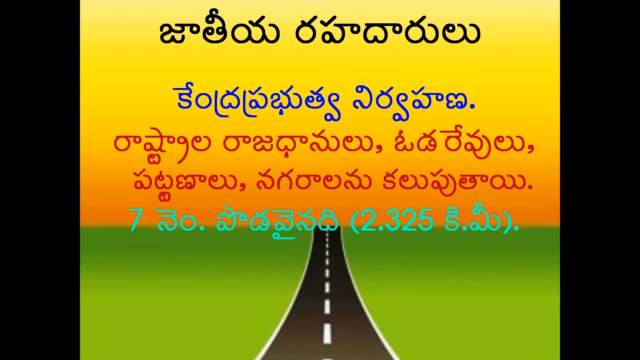 జాతీయ రహదారులు
కేంద్రప్రభుత్వ నిర్వహణ.
రాష్ట్రాల రాజధానులు, ఓడరేవులు,
పట్టణాలు, నగరాలను కలుపుతాయి.
7 నెం. పొడవైనది (2.325 కి.మీ).